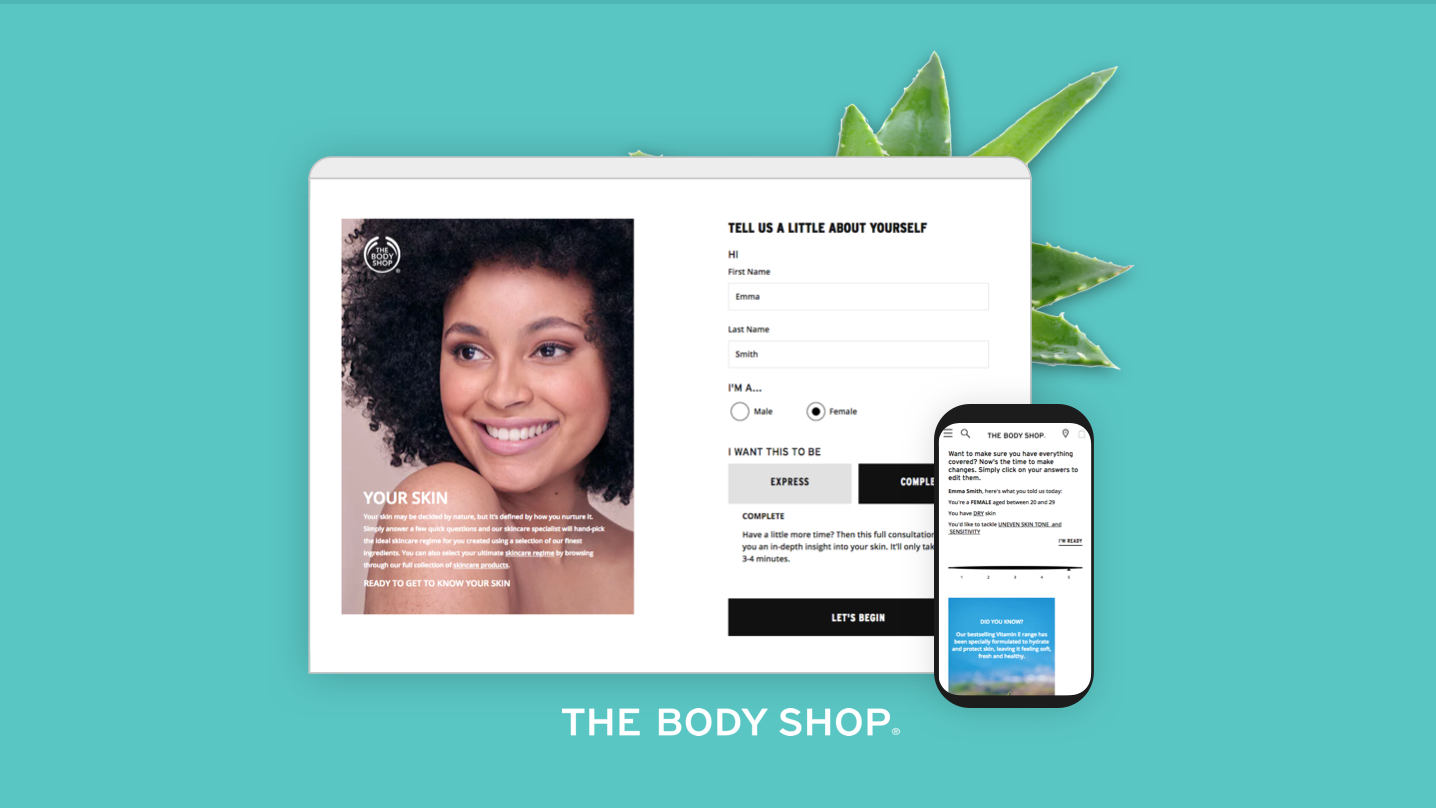 THE
BODY
SHOP
®
YOUR SKIN
Your skin may be decided by nature, but it's defined by how you nurture it.
Simply answer a few quick questions and our skincare specialist will hand-pick
the ideal skincare regime for you created using a selection of our finest
ingredients. You can also select your ultimate skincare regime by browsing
through our full collection of skincare products.
READY TO GET TO KNOW YOUR SKIN
TELL US A LITTLE ABOUT YOURSELF
HI
First Name
Emma
Last Name
Smith
I'M A...
Male Female
I WANT THIS TO BE
EXPRESS COMPLE
COMPLETE
Have a little more time? Then this full consultation
you an in-depth insight into your skin. It'll only tak
3-4 minutes.
LET'S BEGIN
THE BODY SHOP.
Want to make sure you have everything
covered? Now's the time to make
changes. Simply click on your answers to
edit them.
Emma Smith, here's what you told us today:
You're a FEMALE aged between 20 and 29
You have DRY skin
You'd like to tackle UNEVEN SKIN TONE and
SENSITIVITY
I'M READY
1 2 3 4 5
DID YOU KNOW?
Our bestselling Vitamin E range has
been specially formulated to hydrate
and protect skin, leaving it feeling soft,
fresh and healthy.
THE BODY SHOP®